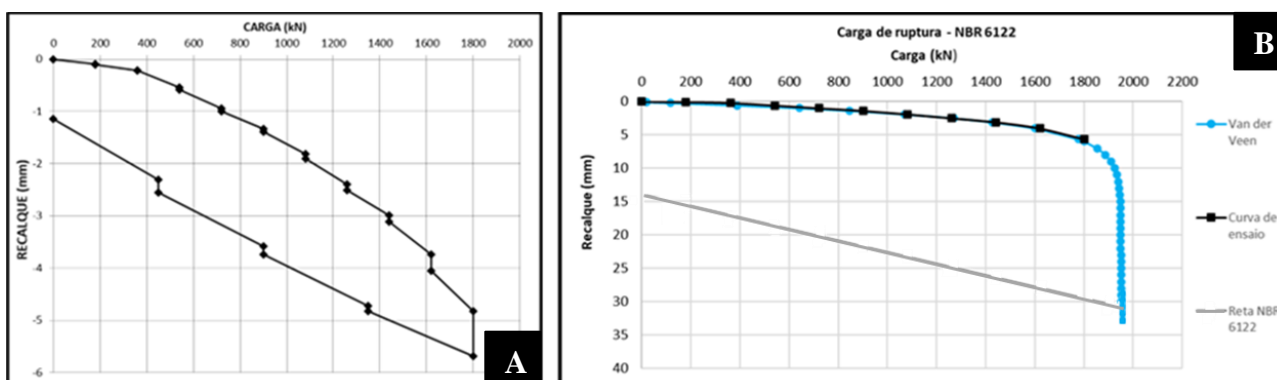 CARGA (kN)
0 200 400 600 800 1000 1200 1400 1600 1800 2000
RECALQUE (mm)
0
-1
-2
-3
-4
-5
-6
A
Carga de ruptura - NBR 6122
Carga (kN)
B
0 200 400 600 800 1000 1200 1400 1600 1800 2000 2200
Recalque (mm)
0
5
10
15
20
25
30
35
40
Van der
Veen
Curva de
ensaio
Reta NBR
6122